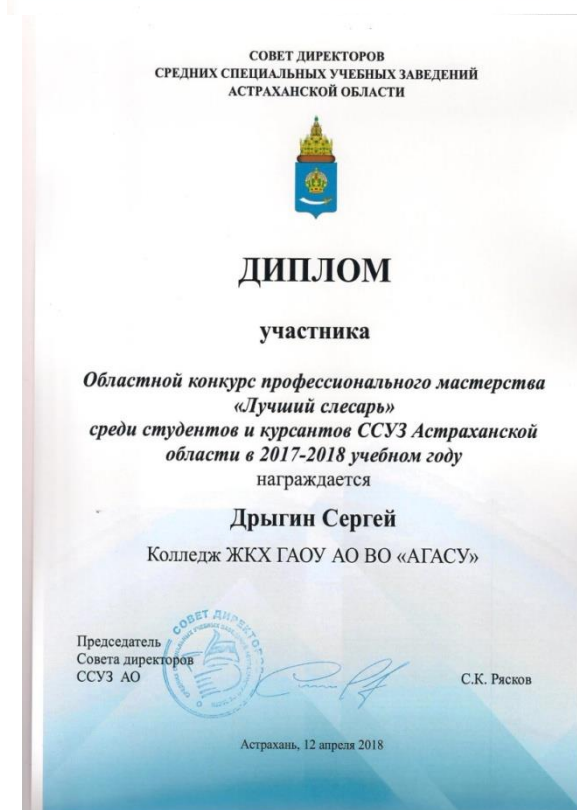 СОВЕТ ДИРЕКТОРОВ
СРЕДНИХ СПЕЦИАЛЬНЫХ УЧЕБНЫХ ЗАВЕДЕНИЙ
АСТРАХАНСКОЙ ОБЛАСТИ
ДИПЛОМ
участника
Областной конкурс профессионального мастерства
«Лучший слесарь»
среди студентов и курсантов ССУЗ Астраханской
области в 2017-2018 учебном году
награждается
Дрыгин Сергей
Колледж ЖКХ ГАОУ АО ВО «АГАСУ»
СОВЕТ ДИРЕКТОРОВ
Председатель
Совета директоров
ССУЗ АО
С.К. Рясков
Астрахань, 12 апреля 2018